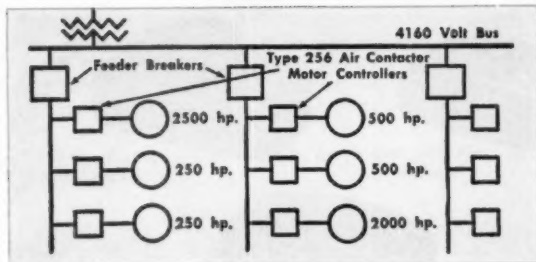 4160 Volt Bus
Feeder Breakers
Type 256 Air Contactor
Motor Controllers
2500 hp.
500 hp.
250 hp.
500 hp.
250 hp.
2000 hp.